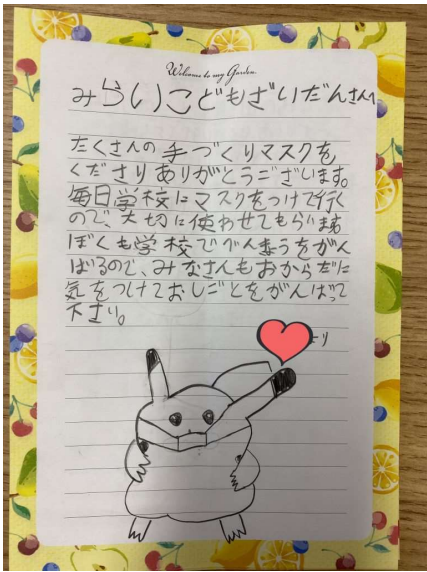 Welcome to my Garden
みらいこどもざいだんさんへ
たくさんの手づくりマスクを
くださりありがとうございます。
毎日学校にマスクをつけて行く
ので、大切に使わせてもらいます
ぼくも学校でべんきょうをがん
ばるので、みなさんもおからだに
気をつけておしごとをがんばって
下さい。
より